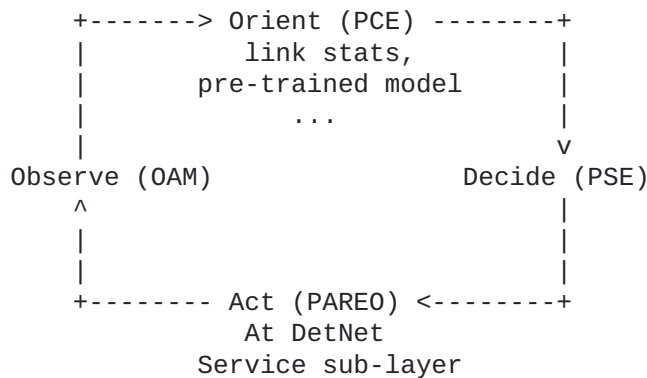 +-------> Orient (PCE) --------+
|          link stats,         |
|       pre-trained model      |
|             ...              |
|                              v
Observe (OAM)              Decide (PSE)
^                              |
|                              |
|                              |
+-------- Act (PAREO) <--------+
At DetNet
Service sub-layer